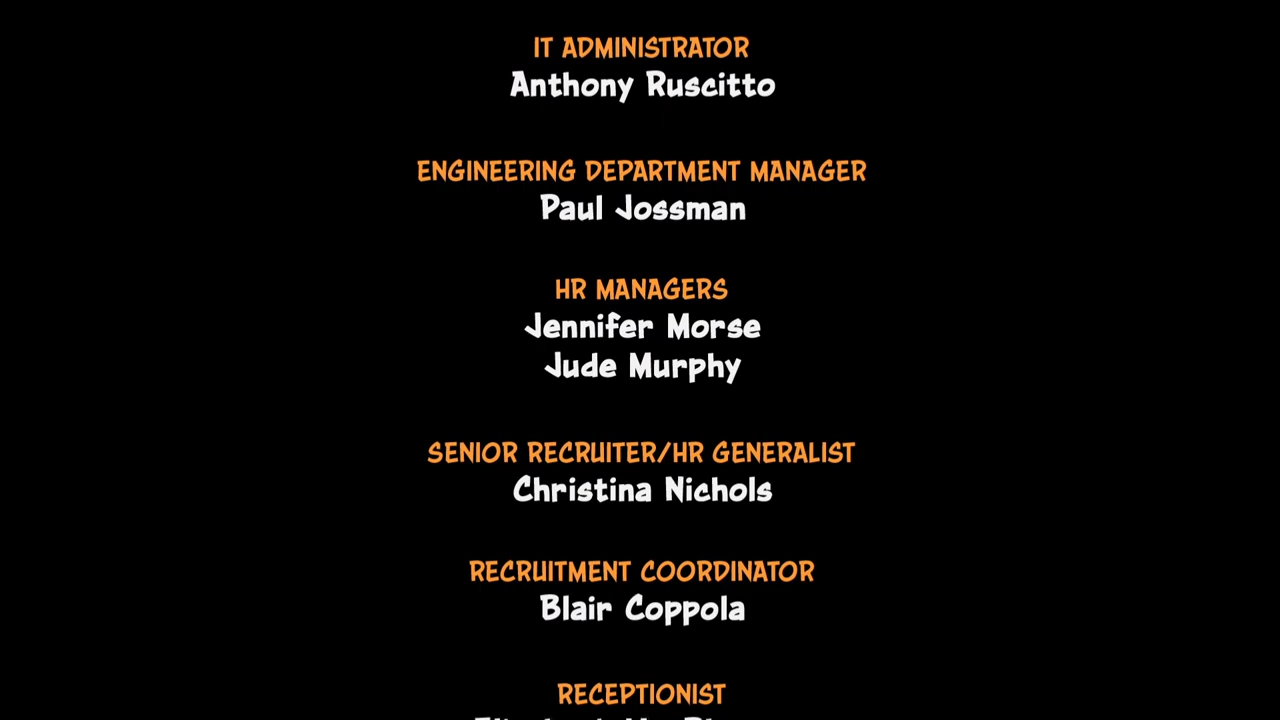 IT ADMINISTRATOR
Anthony Ruscitto
ENGINEERING DEPARTMENT MANAGER
Paul Jossman
HR MANAGERS
Jennifer Morse
Jude Murphy
SENIOR RECRUITER/HR GENERALIST
Christina Nichols
RECRUITMENT COORDINATOR
Blair Coppola
RECEPTIONIST